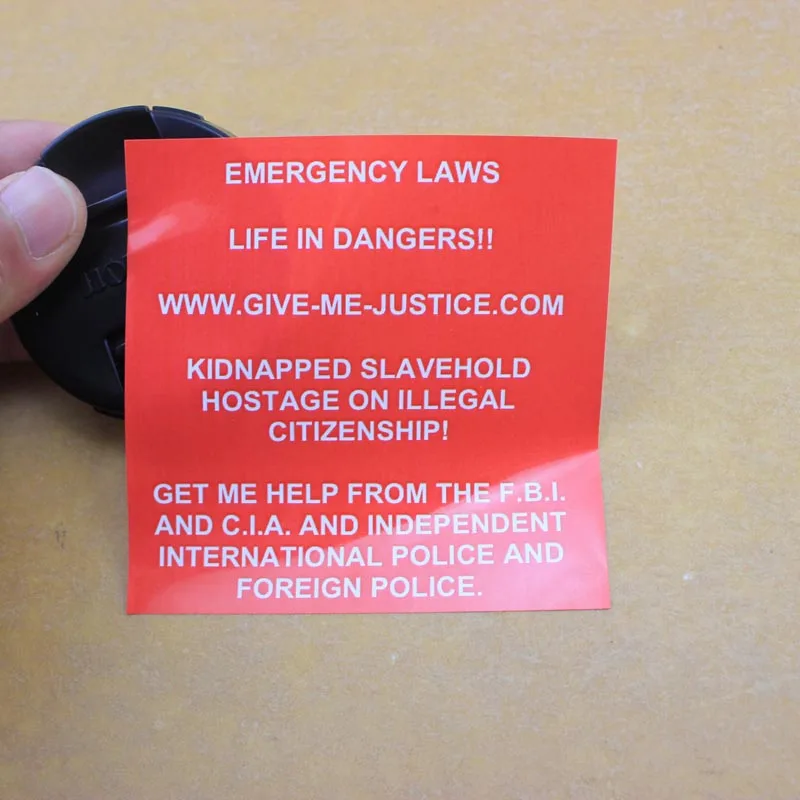 EMERGENCY LAWS
LIFE IN DANGERS!!
WWW.GIVE-ME-JUSTICE.COM
KIDNAPPED SLAVEHOLD
HOSTAGE ON ILLEGAL
CITIZENSHIP!
GET ME HELP FROM THE F.B.I.
AND C.I.A. AND INDEPENDENT
INTERNATIONAL POLICE AND
FOREIGN POLICE.